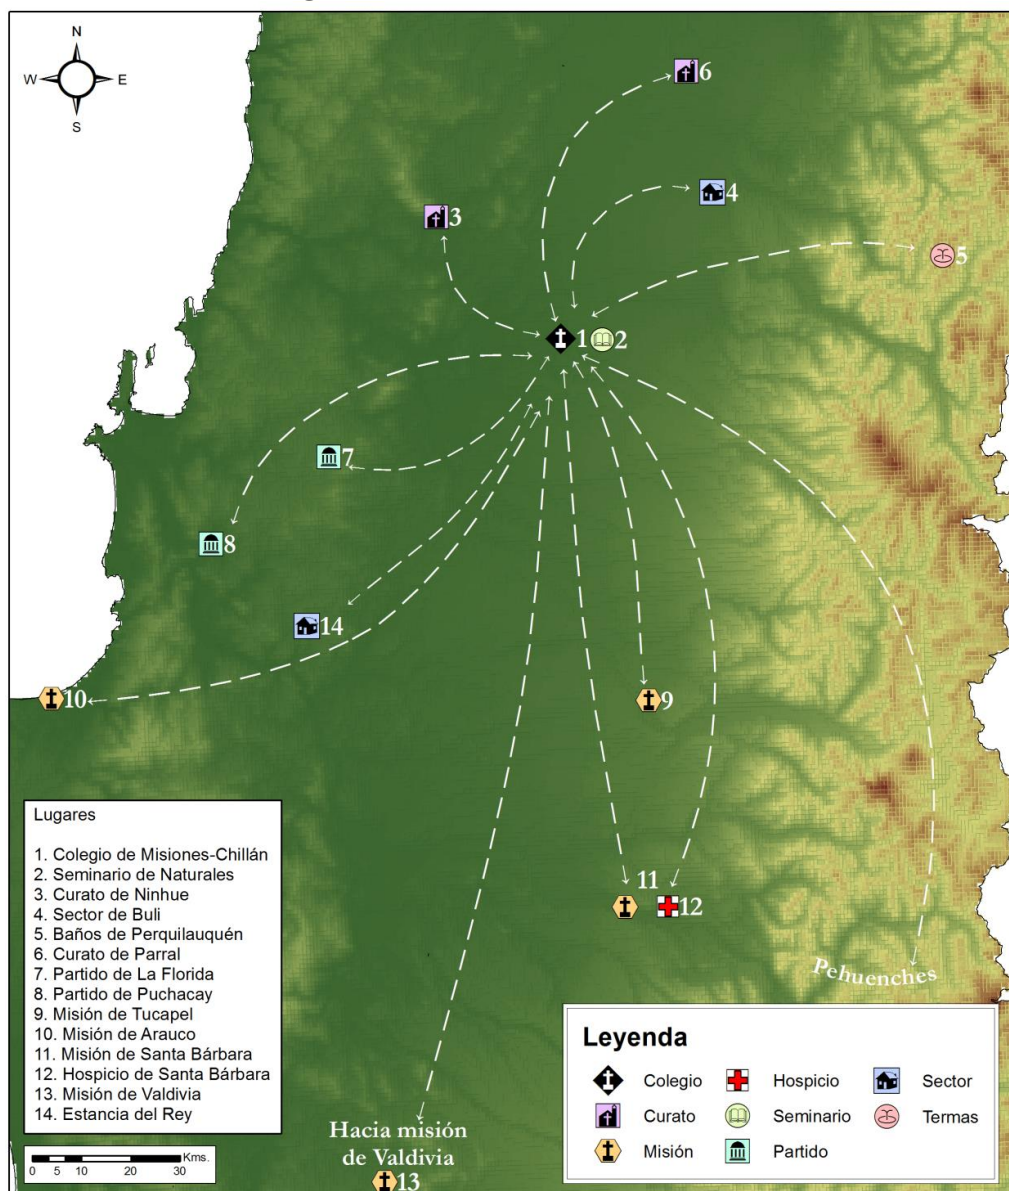 N
W E
S
6
4
3
5
1 2
7
8
14
10
9
11
12
Pehuenches
Hacia misión
de Valdivia
13
Lugares
1. Colegio de Misiones-Chillán
2. Seminario de Naturales
3. Curato de Ninhue
4. Sector de Buli
5. Baños de Perquilauquén
6. Curato de Parral
7. Partido de La Florida
8. Partido de Puchacay
9. Misión de Tucapel
10. Misión de Arauco
11. Misión de Santa Bárbara
12. Hospicio de Santa Bárbara
13. Misión de Valdivia
14. Estancia del Rey
Kms.
0 5 10 20 30
Leyenda
Colegio Hospicio Sector
Curato Seminario Termas
Misión Partido